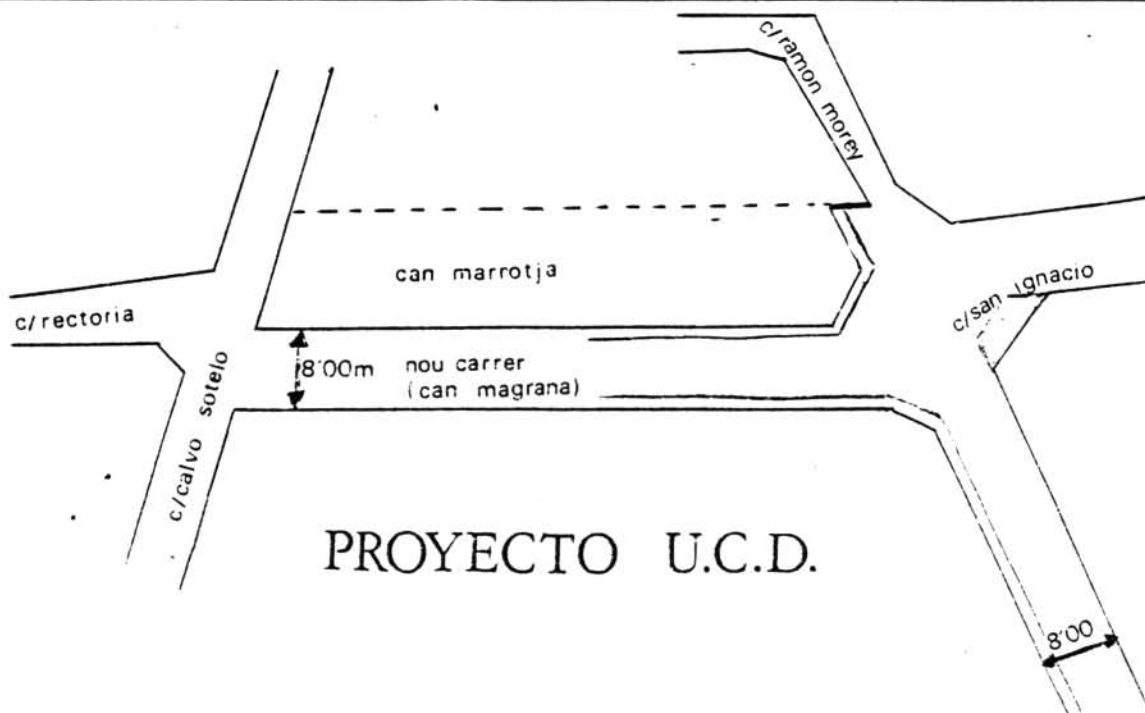 c/ramon morey
can marrotja
c/san ignacio
c/rectoria
8'00m nou carrer
(can magrana)
c/calvo sotelo
PROYECTO U.C.D.
8'00